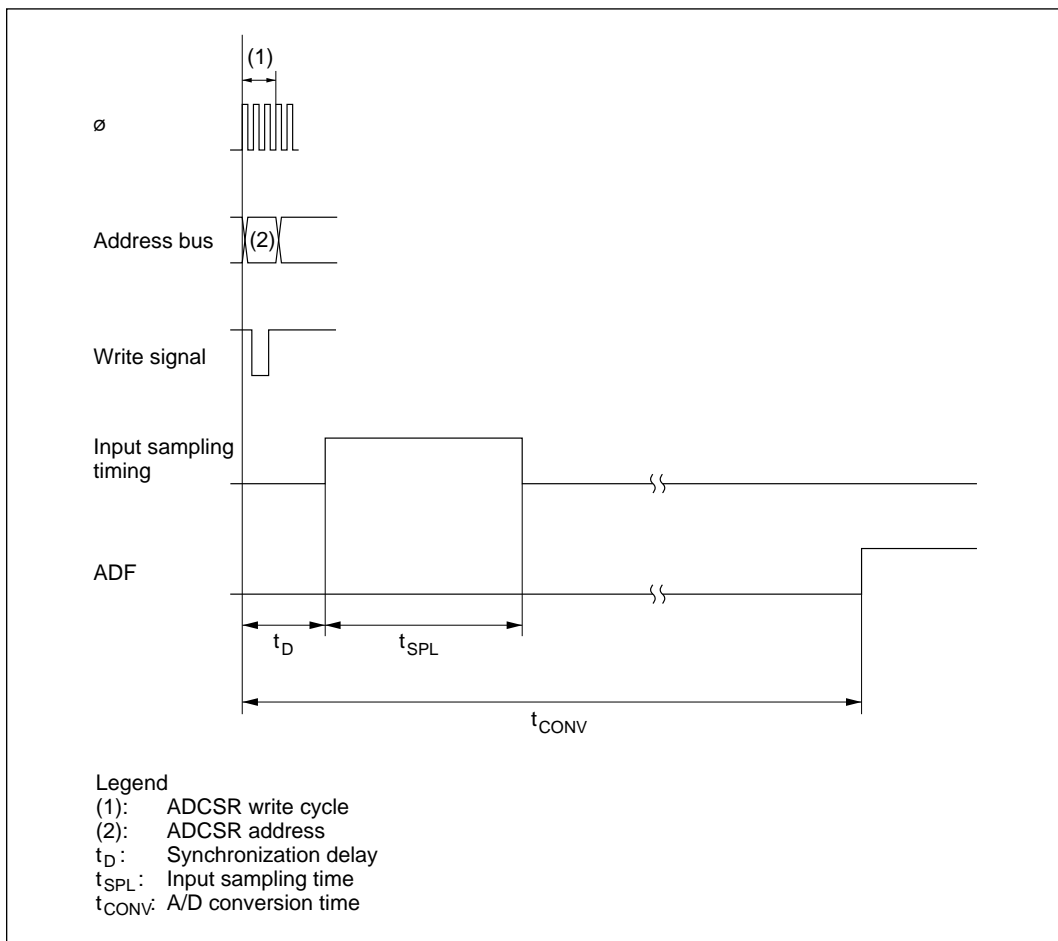 (1)
ø
Address bus
(2)
Write signal
Input sampling
timing
ADF
tD
tSPL
tCONV
Legend
(1): ADCSR write cycle
(2): ADCSR address
tD: Synchronization delay
tSPL: Input sampling time
tCONV: A/D conversion time